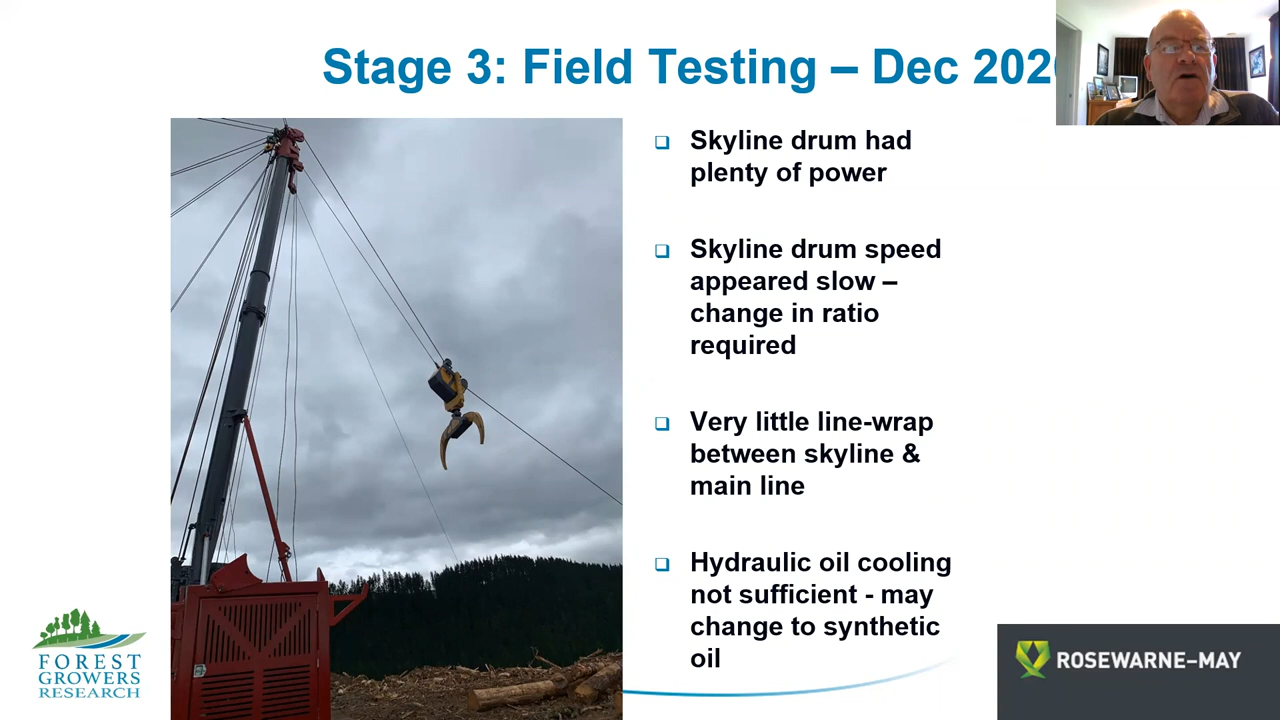 Stage 3: Field Testing – Dec 202
Skyline drum had
plenty of power
Skyline drum speed
appeared slow –
change in ratio
required
Very little line-wrap
between skyline &
main line
Hydraulic oil cooling
not sufficient - may
change to synthetic
oil
FOREST
GROWERS
RESEARCH
ROSEWARNE–MAY